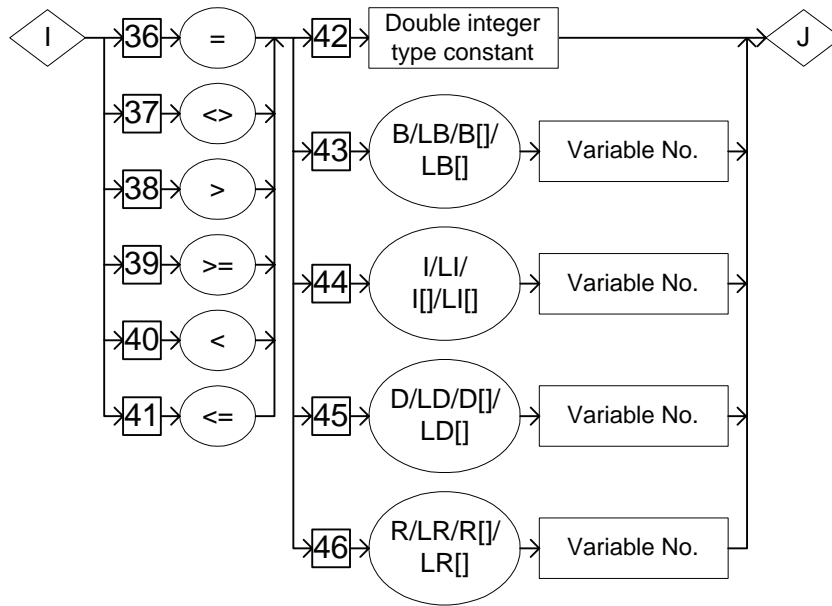 I
36
=
42
Double integer
type constant
J
37
<>
43
B/LB/B[]/
LB[]
Variable No.
38
>
39
>=
44
I/LI/
I[]/LI[]
Variable No.
40
<
41
<=
45
D/LD/D[]/
LD[]
Variable No.
46
R/LR/R[]/
LR[]
Variable No.